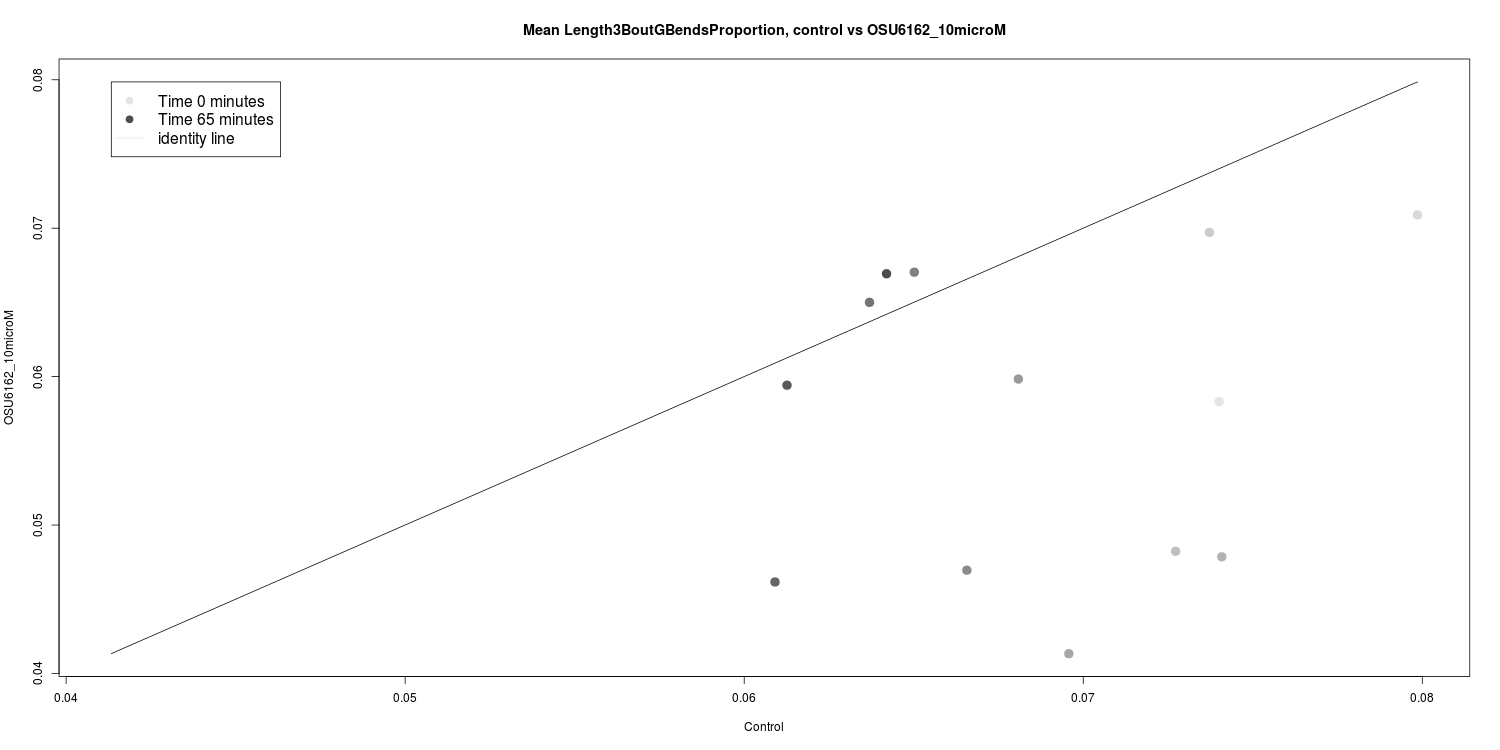 Mean Length3BoutGBendsProportion, control vs OSU6162_10microM
Time 0 minutes
Time 65 minutes
identity line
OSU6162_10microM
0.08
0.07
0.06
0.05
0.04
0.04 0.05 0.06 0.07 0.08
Control